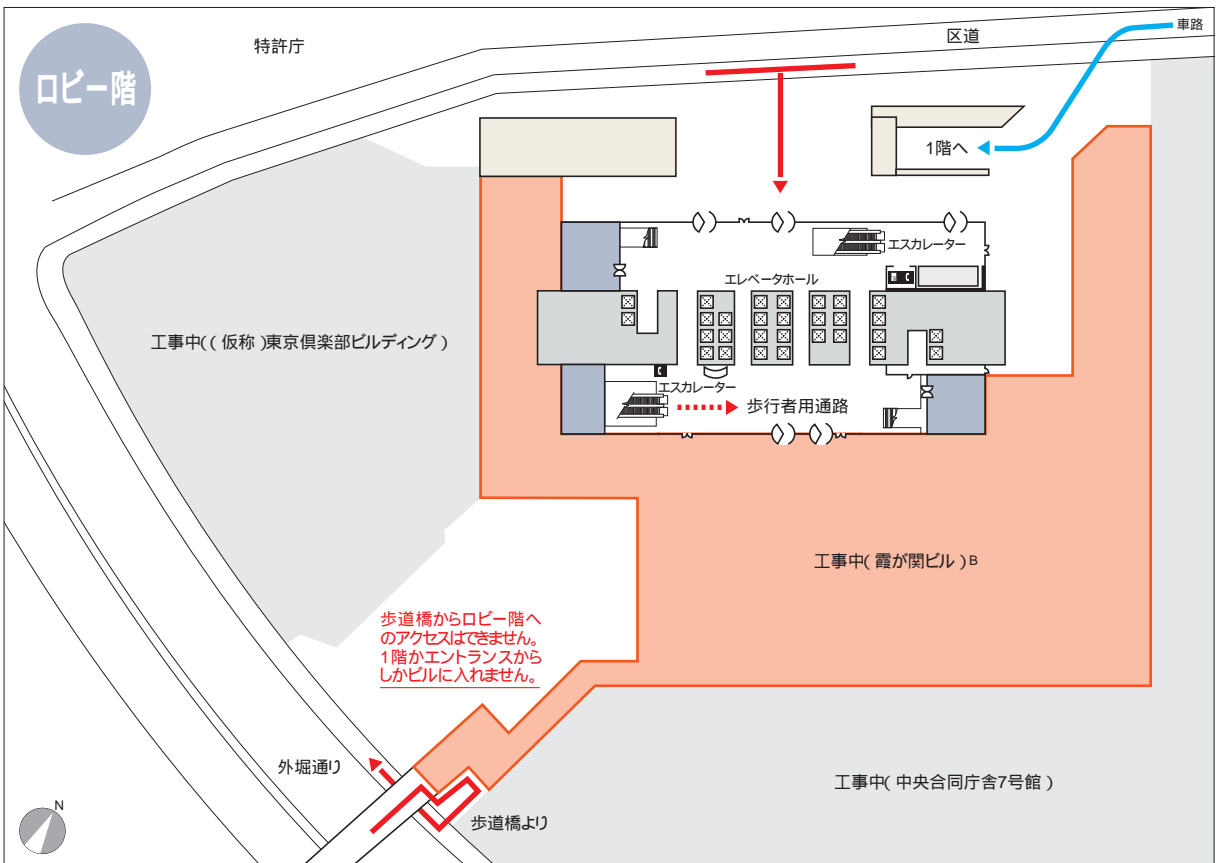 特許庁
区道
車路
ロビー階
1階へ
エスカレーター
エレベータホール
工事中((仮称)東京倶楽部ビルディング)
エスカレーター
歩行者用通路
工事中(霞が関ビル)B
歩道橋からロビー階へ
のアクセスはできません。
1階かエントランスから
しかビルに入れません。
外堀通り
工事中(中央合同庁舎7号館)
N
歩道橋より